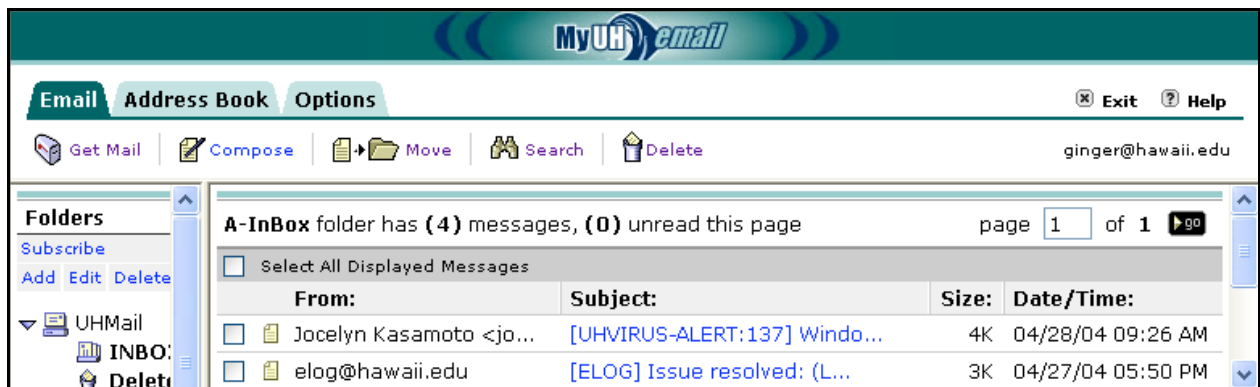 MyUH email
Email Address Book Options Exit Help
Get Mail Compose Move Search Delete ginger@hawaii.edu
Folders
Subscribe
Add Edit Delete
UHMail
INBO
Delet
A-InBox folder has (4) messages, (0) unread this page page 1 of 1 go
Select All Displayed Messages
From: Subject: Size: Date/Time:
Jocelyn Kasamoto <jo... [UHVIRUS-ALERT:137] Windo... 4K 04/28/04 09:26 AM
elog@hawaii.edu [ELOG] Issue resolved: (L... 3K 04/27/04 05:50 PM